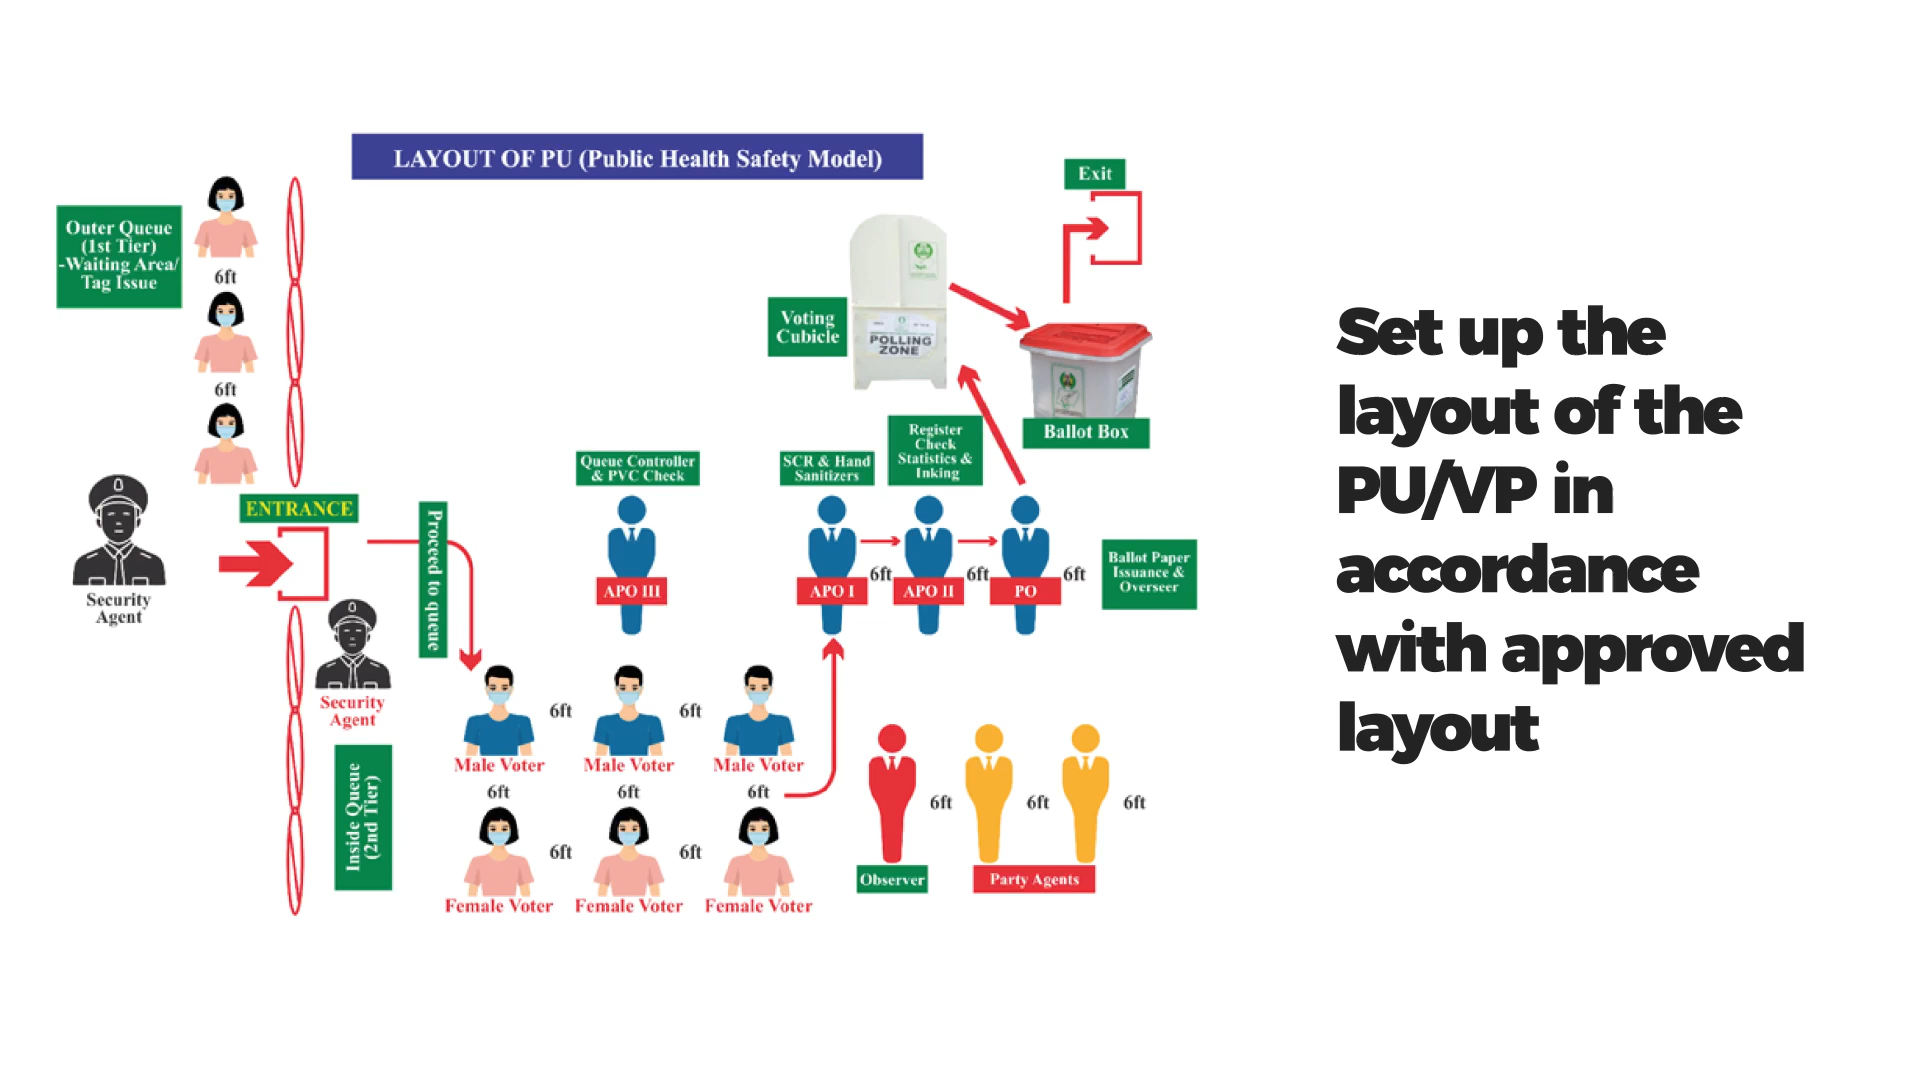 LAYOUT OF PU (Public Health Safety Model)
Outer Queue
(1st Tier)
-Waiting Area/
Tag Issue
6ft
6ft
Security
Agent
ENTRANCE
Proceed to queue
Security
Agent
Inside Queue
(2nd Tier)
Queue Controller
& PVC Check
APO III
SCR & Hand
Sanitizers
APO I
6ft
Register
Check
Statistics &
Inking
APO II
6ft
PO
6ft
Ballot Paper
Issuance &
Overseer
Voting
Cubicle
POLLING
ZONE
Ballot Box
Exit
Male Voter
6ft
Male Voter
6ft
Male Voter
6ft
6ft
6ft
Female Voter
6ft
Female Voter
6ft
Female Voter
Observer
6ft
6ft
6ft
Party Agents
Set up the
layout of the
PU/VP in
accordance
with approved
layout